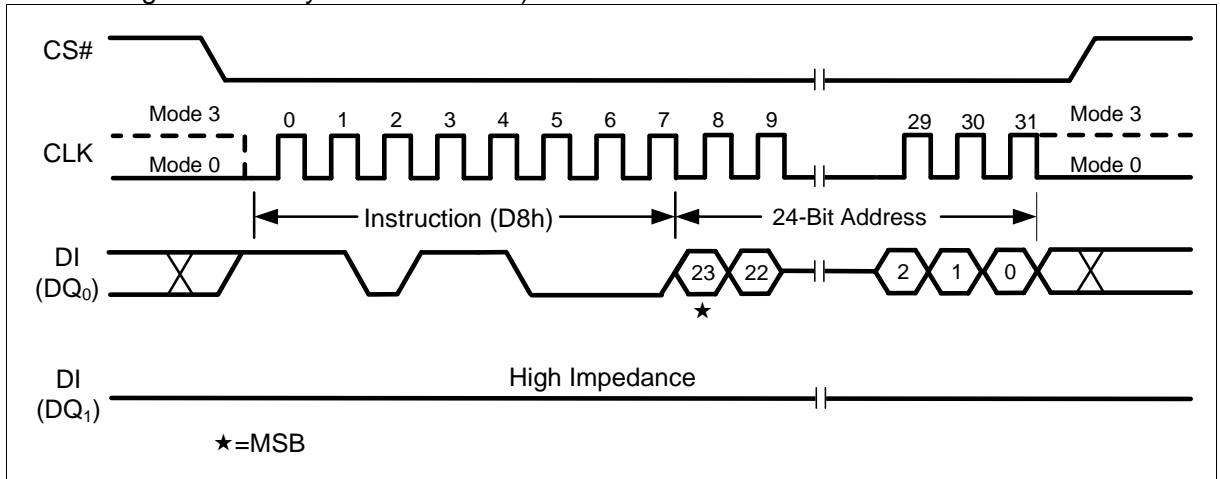 CS#
Mode 3 0 1 2 3 4 5 6 7 8 9 29 30 31 Mode 3
CLK
Mode 0 Mode 0
Instruction (D8h) 24-Bit Address
DI
(DQ0) 23 22 2 1 0
★
DI High Impedance
(DQ1)
★=MSB